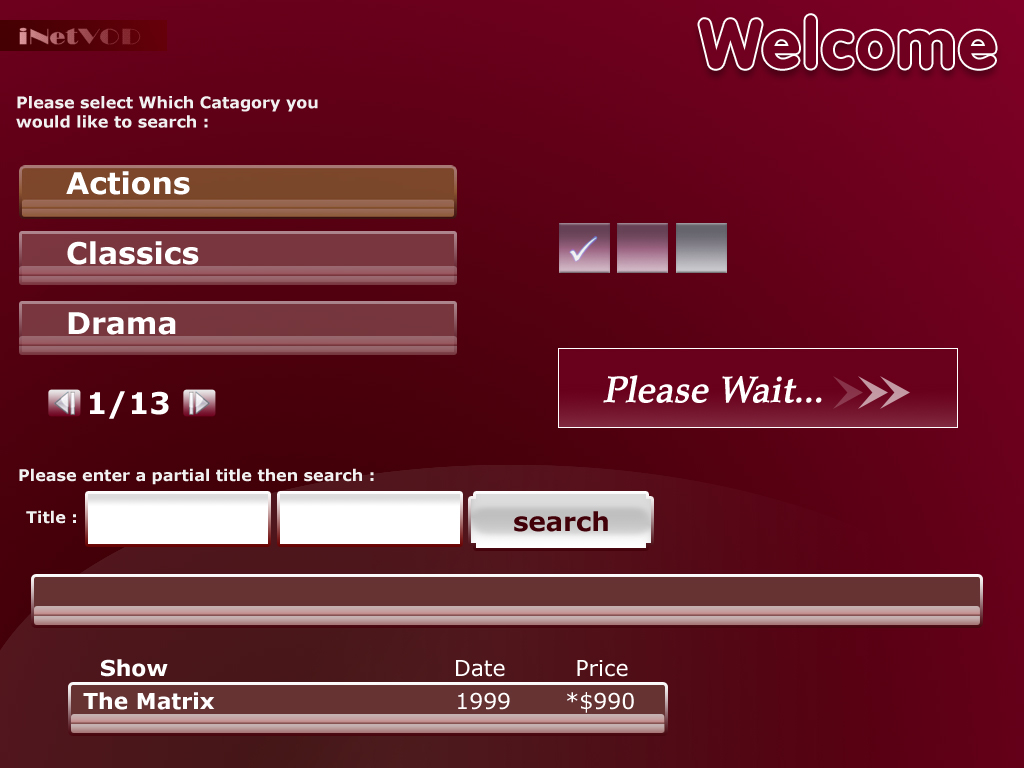 iNetVOD
Welcome
Please select Which Catagory you
would like to search :
Actions
Classics
Drama
1/13
Please Wait...
Please enter a partial title then search :
Title :
search
Show Date Price
The Matrix 1999 *$990